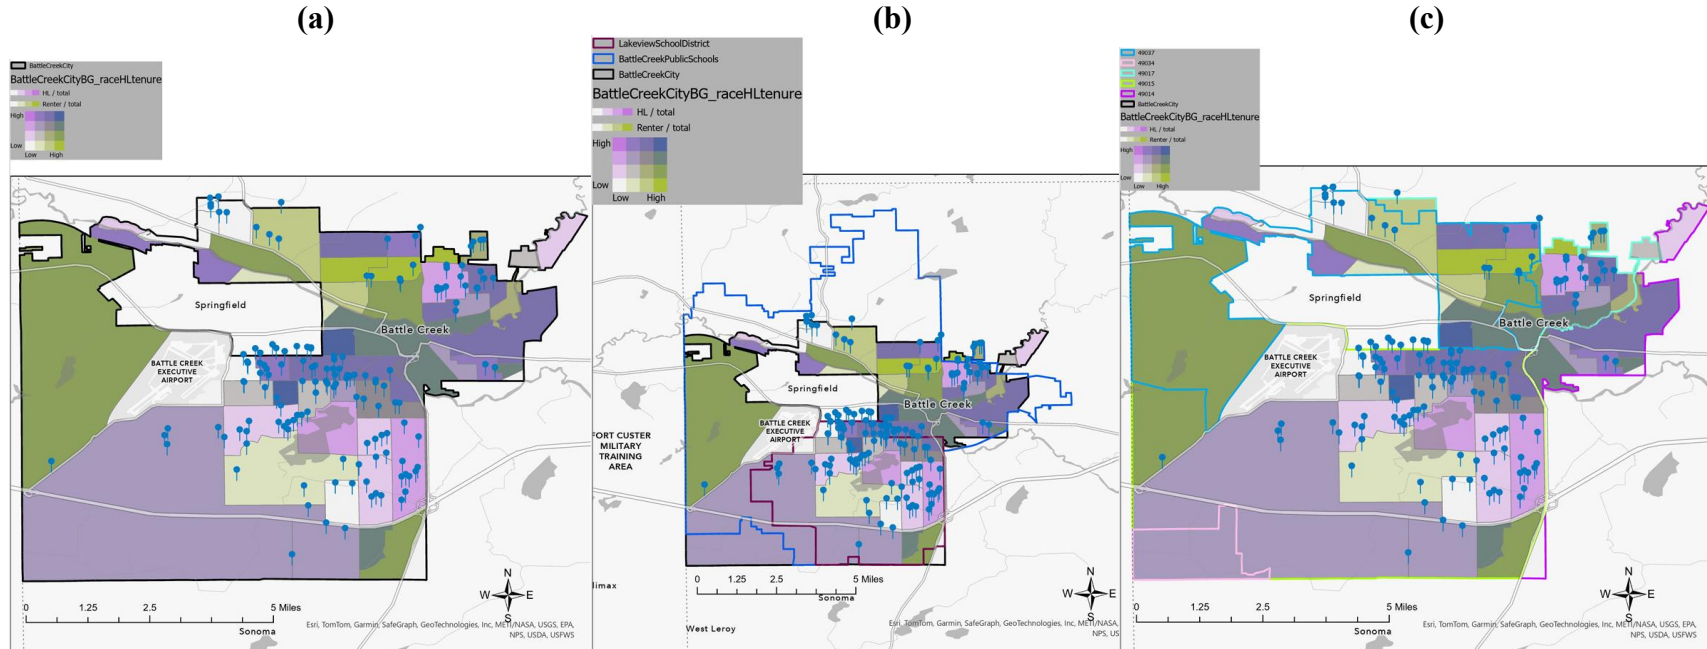 (a)
BattleCreekCity
BattleCreekCityBG_raceHLtenure
HL / total
Renter / total
High
Low
Low
High
Springfield
Battle Creek
BATTLE CREEK
EXECUTIVE
AIRPORT
N
W
E
S
0
1.25
2.5
5 Miles
Sonoma
Esri, TomTom, Garmin, SafeGraph, GeoTechnologies, Inc, METI/NASA, USGS, EPA,
NPS, USDA, USFWS
(b)
LakeviewSchoolDistrict
BattleCreekPublicSchools
BattleCreekCity
BattleCreekCityBG_raceHLtenure
HL / total
Renter / total
High
Low
Low
High
Springfield
Battle Creek
BATTLE CREEK
EXECUTIVE
AIRPORT
FORT CUSTER
MILITARY
TRAINING
AREA
limax
N
W
E
S
0
1.25
2.5
5 Miles
Sonoma
West Leroy
Esri, TomTom, Garmin, SafeGraph, GeoTechnologies, Inc, METI/NASA,
NPS, US
(c)
49037
49034
49017
49015
49014
BattleCreekCity
BattleCreekCityBG_raceHLtenure
HL / total
Renter / total
High
Low
Low
High
Springfield
Battle Creek
BATTLE CREEK
EXECUTIVE
AIRPORT
N
W
E
S
0
1.25
2.5
5 Miles
Sonoma
Esri, TomTom, Garmin, SafeGraph, GeoTechnologies, Inc, METI/NASA, USGS, EPA,
NPS, USDA, USFWS